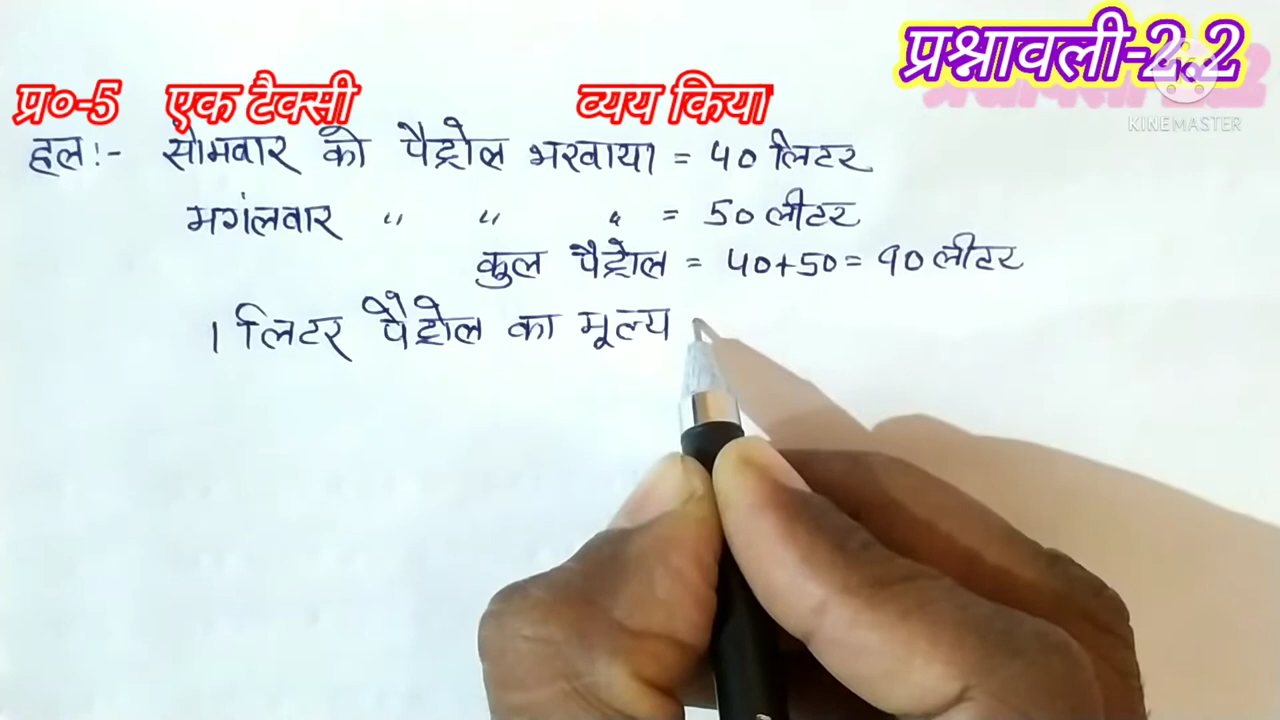 प्रश्नावली-2.2
KINEMASTER
प्र०-5 एक टैक्सी व्यय किया
हल:- सोमवार को पैट्रोल भरवाया = 40 लिटर
मगंलवार " " " = 50 लीटर
कुल पैट्रोल = 40+50 = 90 लीटर
1 लिटर पैट्रोल का मूल्य